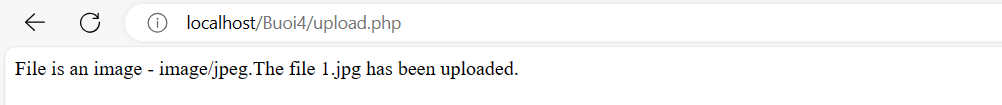 localhost/Buoi4/upload.php
File is an image - image/jpeg.The file 1.jpg has been uploaded.